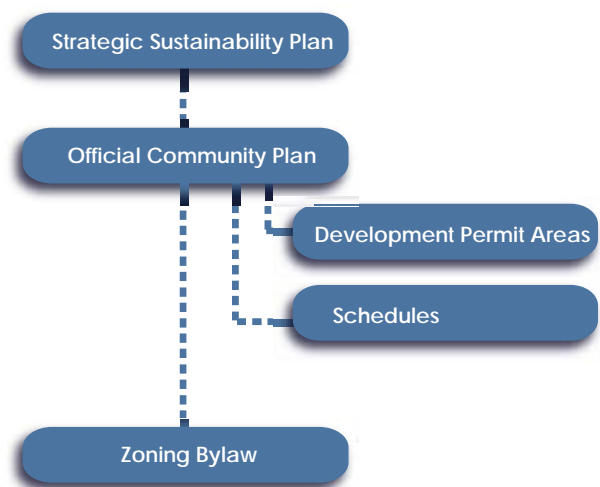 Strategic Sustainability Plan
Official Community Plan
Development Permit Areas
Schedules
Zoning Bylaw